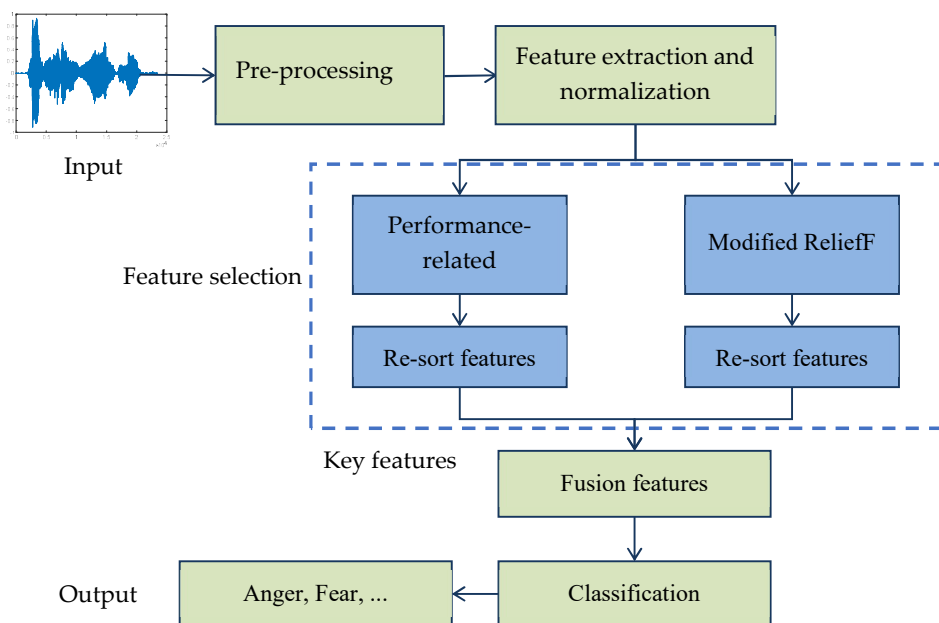 Pre-processing
Feature extraction and
normalization
Input
Performance-
related
Modified ReliefF
Feature selection
Re-sort features
Re-sort features
Key features
Fusion features
Output
Anger, Fear, ...
Classification